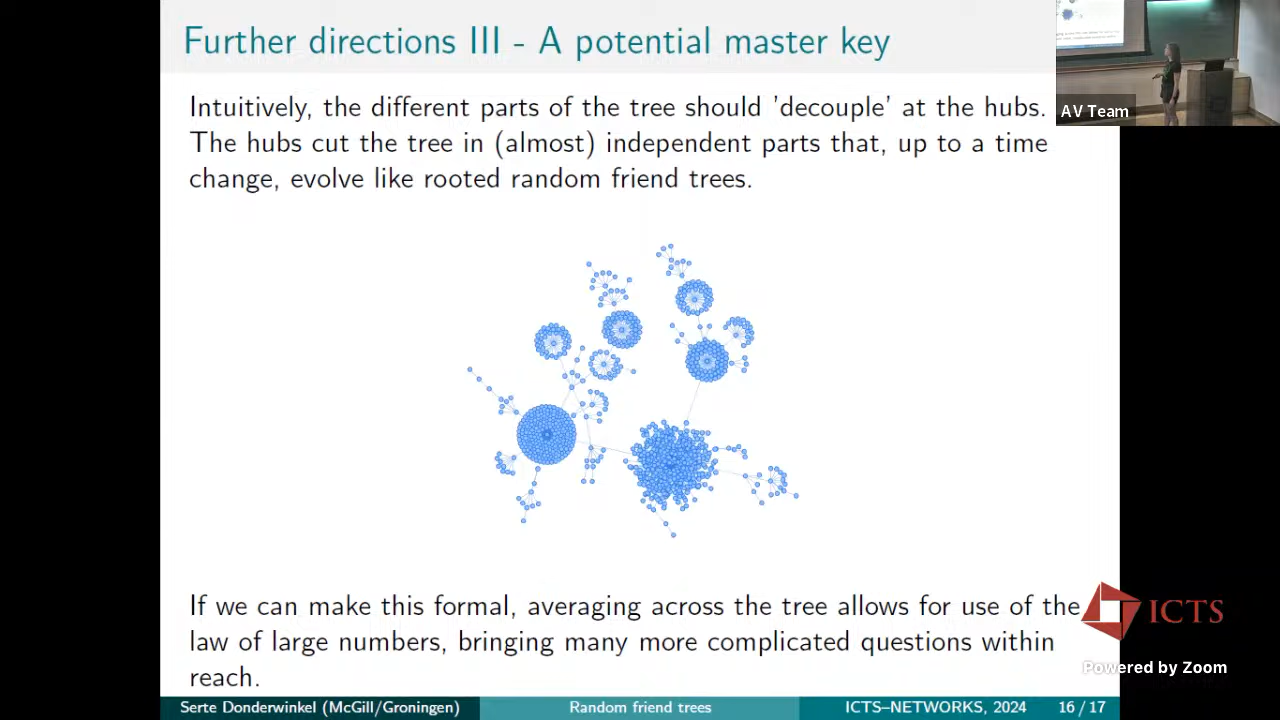 Further directions III - A potential master key
AV Team
Intuitively, the different parts of the tree should 'decouple' at the hubs.
The hubs cut the tree in (almost) independent parts that, up to a time
change, evolve like rooted random friend trees.
If we can make this formal, averaging across the tree allows for use of the
law of large numbers, bringing many more complicated questions within
reach.
ICTS
Powered by Zoom
Serte Donderwinkel (McGill/Groningen)
Random friend trees
ICTS–NETWORKS, 2024
16 / 17